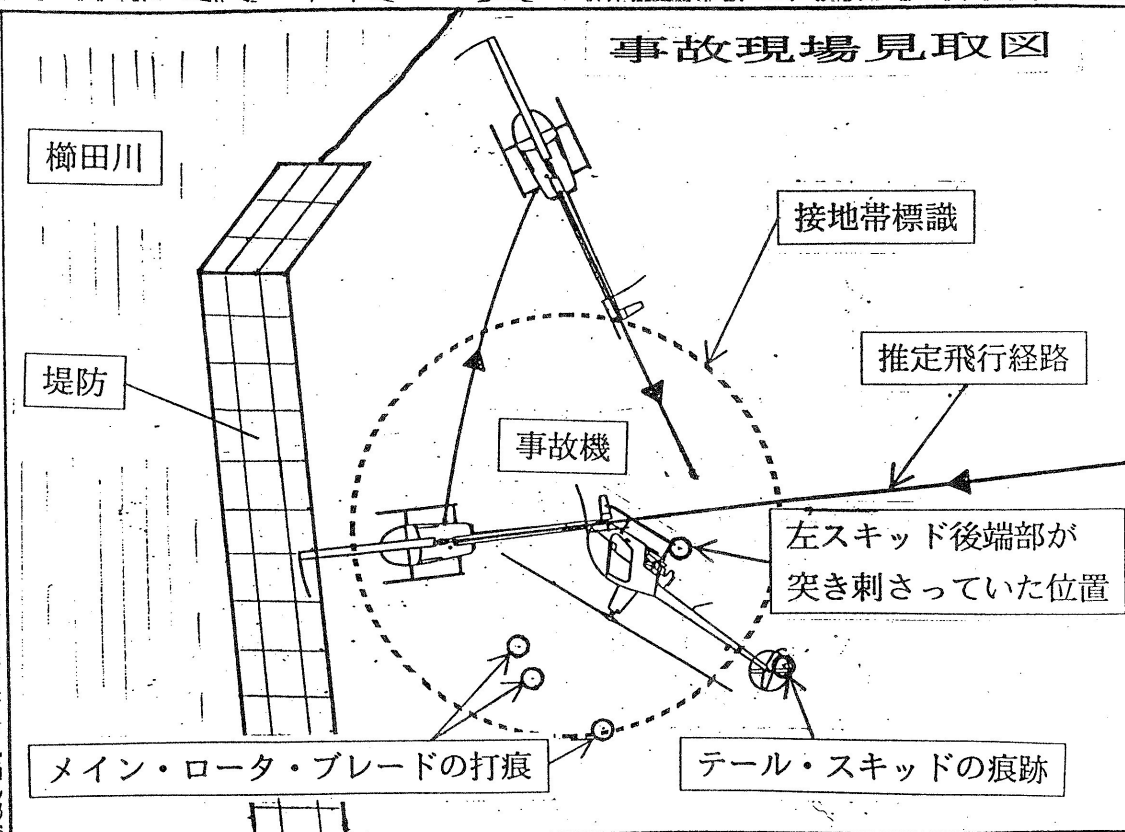 事故現場見取図
櫛田川
接地帯標識
推定飛行経路
堤防
事故機
左スキッド後端部が
突き刺さっていた位置
メイン・ロータ・ブレードの打痕
テール・スキッドの痕跡